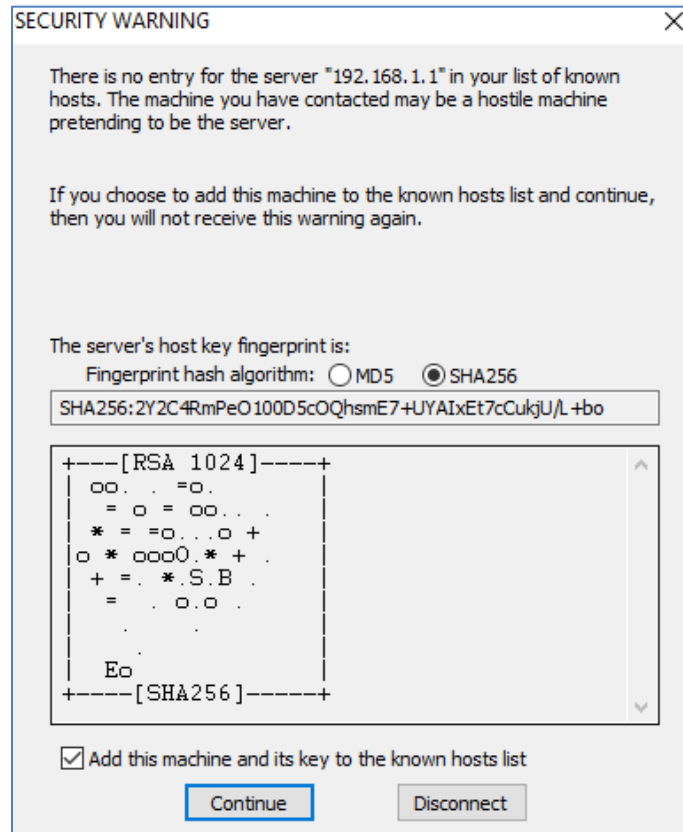 SECURITY WARNING
There is no entry for the server "192.168.1.1" in your list of known
hosts. The machine you have contacted may be a hostile machine
pretending to be the server.
If you choose to add this machine to the known hosts list and continue,
then you will not receive this warning again.
The server's host key fingerprint is:
Fingerprint hash algorithm: MD5 SHA256
SHA256:2Y2C4RmPeO100D5cOQhsmE7+UYAIxEt7cCukjU/L+bo
+---[RSA 1024]----+
| oo. . =o.       |
|  = o = oo.. .   |
| * = =o...o +    |
|o * oooO.* + .   |
| + =. *.S.B .    |
|  =  . o.o .     |
|   .    .        |
|    .            |
|  Eo             |
+----[SHA256]-----+
Add this machine and its key to the known hosts list
Continue Disconnect